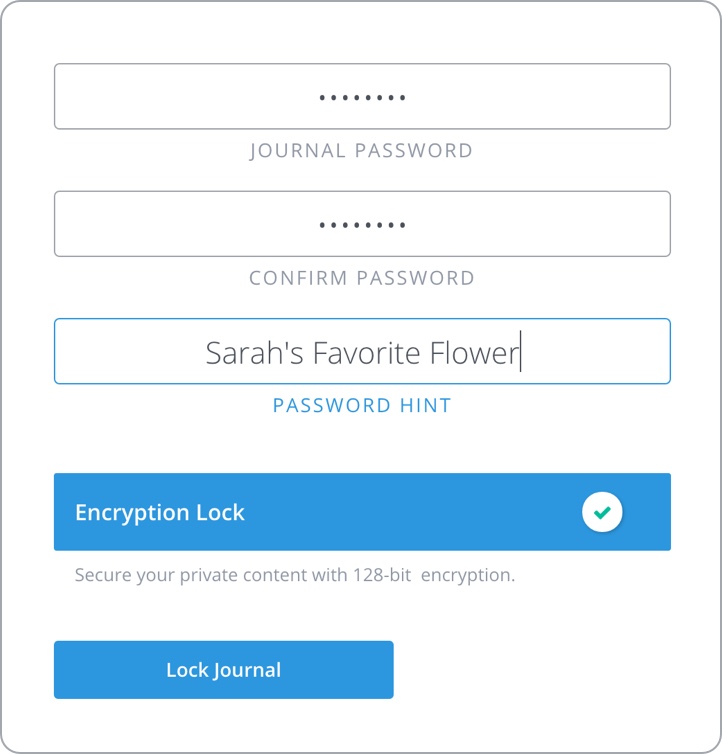 ••••••••
JOURNAL PASSWORD
••••••••
CONFIRM PASSWORD
Sarah's Favorite Flower
PASSWORD HINT
Encryption Lock
Secure your private content with 128-bit  encryption.
Lock Journal